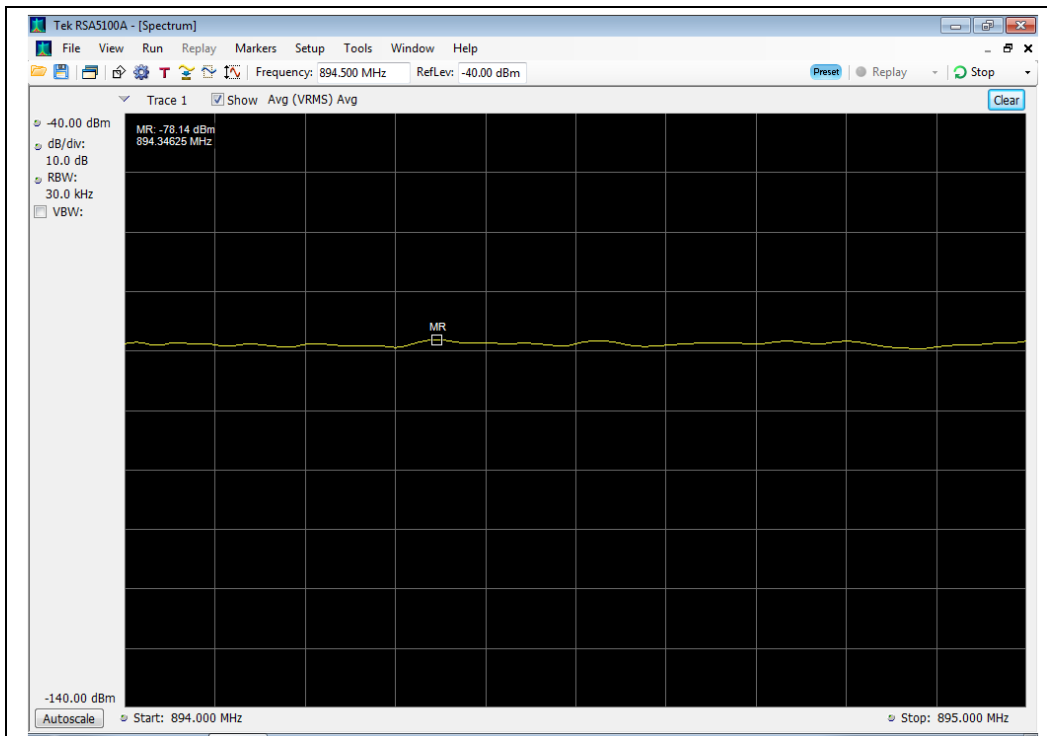 Tek RSA5100A - [Spectrum]
File View Run Replay Markers Setup Tools Window Help
T Frequency: 894.500 MHz RefLev: -40.00 dBm Preset Replay Stop
Trace 1 Show Avg (VRMS) Avg Clear
-40.00 dBm
dB/div:
10.0 dB
RBW:
30.0 kHz
VBW:
MR: -78.14 dBm
894.34625 MHz
MR
-140.00 dBm
Autoscale Start: 894.000 MHz Stop: 895.000 MHz